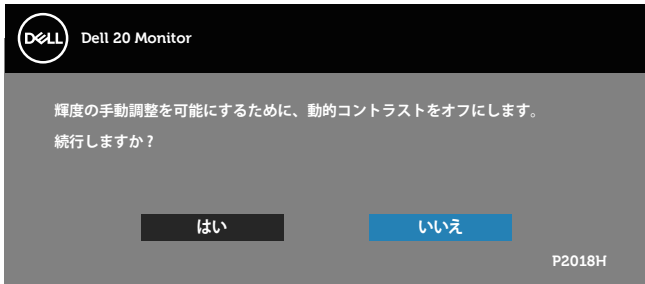 DELL Dell 20 Monitor
輝度の手動調整を可能にするために、動的コントラストをオフにします。
続行しますか?
はい いいえ
P2018H